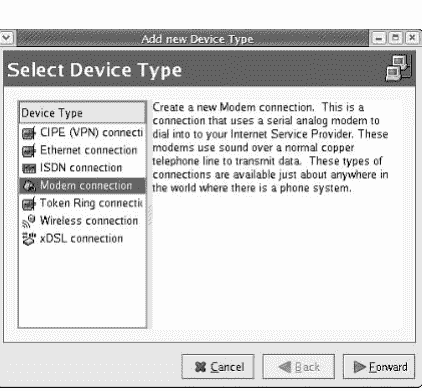 Add new Device Type
Select Device Type
Device Type
CIPE (VPN) connecti
Ethernet connection
ISDN connection
Modem connection
Token Ring connectic
Wireless connection
xDSL connection
Create a new Modem connection. This is a
connection that uses a serial analog modem to
dial into to your Internet Service Provider. These
modems use sound over a normal copper
telephone line to transmit data. These types of
connections are available just about anywhere in
the world where there is a phone system.
Cancel
Back
Forward